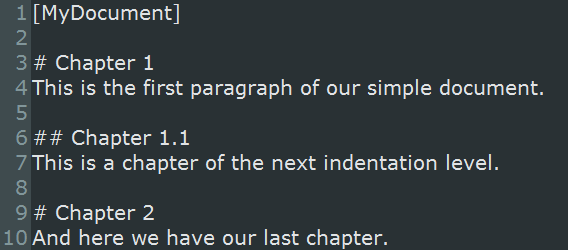 1 [MyDocument]
2
3 # Chapter 1
4 This is the first paragraph of our simple document.
5
6 ## Chapter 1.1
7 This is a chapter of the next indentation level.
8
9 # Chapter 2
10 And here we have our last chapter.